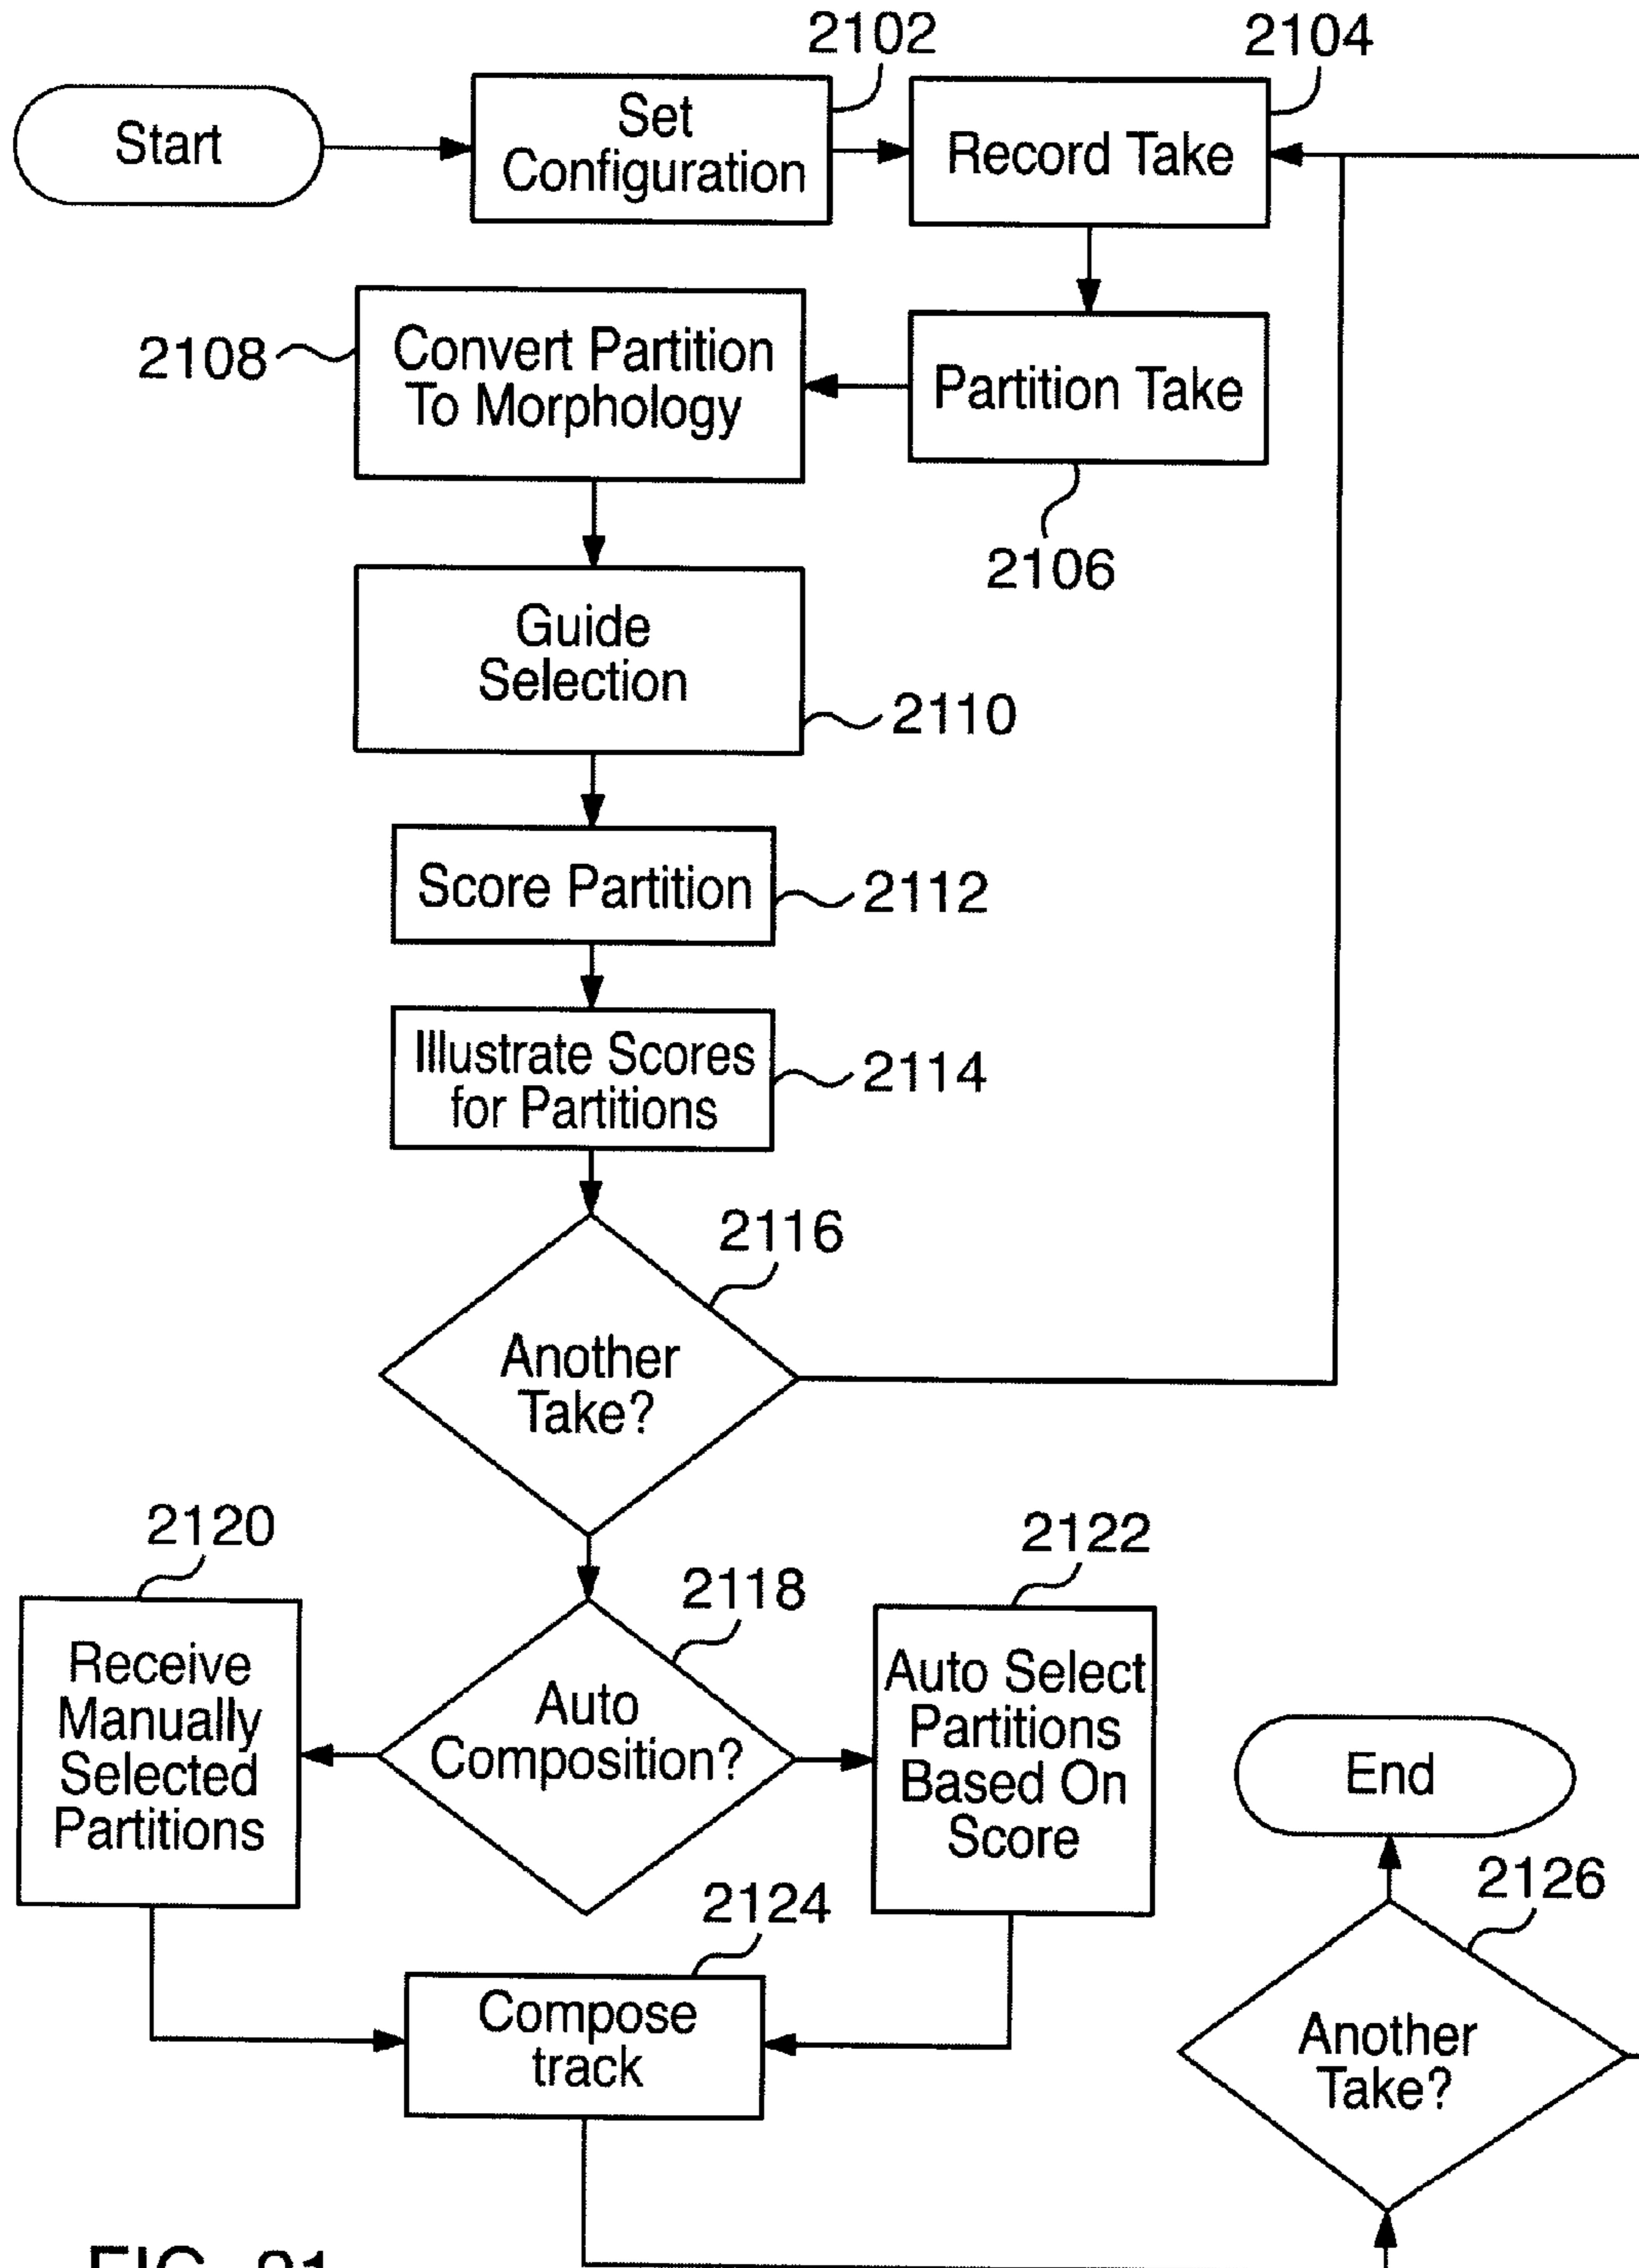 2102
2104
Start
Set
Configuration
Record Take
2108
Convert Partition
To Morphology
Partition Take
2106
Guide
Selection
2110
Score Partition
2112
Illustrate Scores
for Partitions
2114
2116
Another
Take?
2120
2118
2122
Receive
Manually
Selected
Partitions
Auto
Composition?
Auto Select
Partitions
Based On
Score
End
2124
2126
Compose
track
Another
Take?
FIG. 21